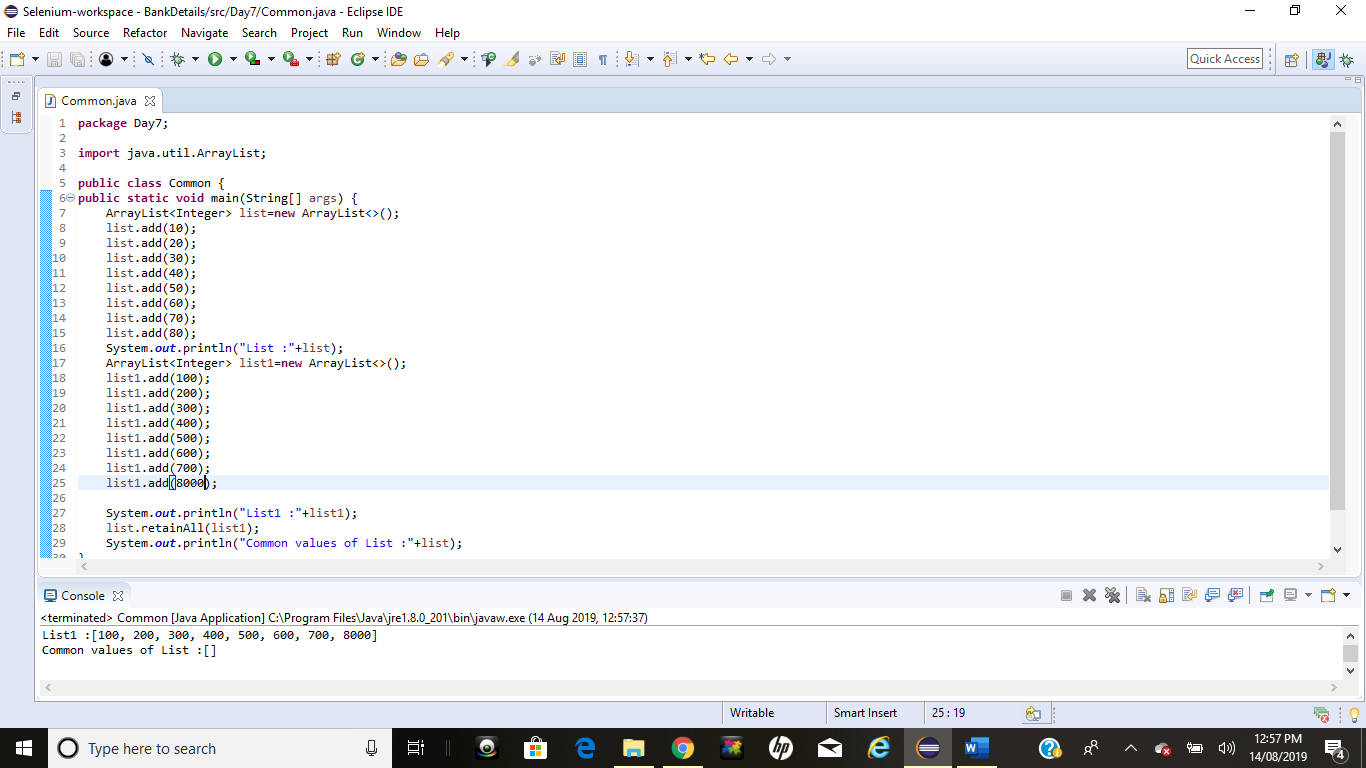 Selenium-workspace - BankDetails/src/Day7/Common.java - Eclipse IDE
File Edit Source Refactor Navigate Search Project Run Window Help
Quick Access
Common.java
1 package Day7;
2
3 import java.util.ArrayList;
4
5 public class Common {
6 public static void main(String[] args) {
7 ArrayList<Integer> list=new ArrayList<>();
8 list.add(10);
9 list.add(20);
10 list.add(30);
11 list.add(40);
12 list.add(50);
13 list.add(60);
14 list.add(70);
15 list.add(80);
16 System.out.println("List :"+list);
17 ArrayList<Integer> list1=new ArrayList<>();
18 list1.add(100);
19 list1.add(200);
20 list1.add(300);
21 list1.add(400);
22 list1.add(500);
23 list1.add(600);
24 list1.add(700);
25 list1.add(8000);
26
27 System.out.println("List1 :"+list1);
28 list.retainAll(list1);
29 System.out.println("Common values of List :"+list);
30 }
Console
<terminated> Common [Java Application] C:\Program Files\Java\jre1.8.0_201\bin\javaw.exe (14 Aug 2019, 12:57:37)
List1 :[100, 200, 300, 400, 500, 600, 700, 8000]
Common values of List :[]
Writable Smart Insert 25 : 19
Type here to search
12:57 PM
14/08/2019
4